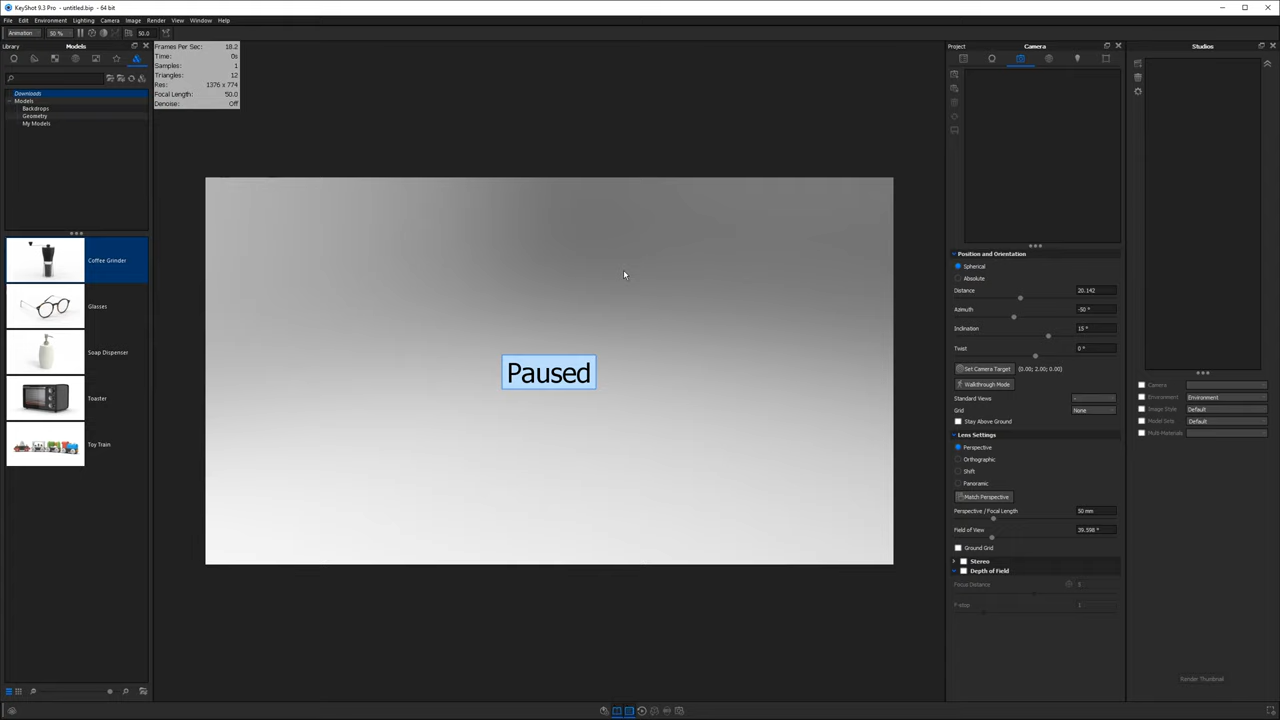 KeyShot 9.3 Pro - untitled.bip - 64 bit
File Edit Environment Lighting Camera Image Render View Window Help
Animation 50 % 50.0
Library Models
Downloads
Models
Backdrops
Geometry
My Models
Coffee Grinder
Glasses
Soap Dispenser
Toaster
Toy Train
Frames Per Sec: 18.2
Time: 0s
Samples: 1
Triangles: 12
Res: 1376 x 774
Focal Length: 50.0
Denoise: Off
Paused
Project Camera
Position and Orientation
Spherical
Absolute
Distance 20.142
Azimuth -50 °
Inclination 15 °
Twist 0 °
Set Camera Target (0.00; 2.00; 0.00)
Walkthrough Mode
Standard Views -
Grid None
Stay Above Ground
Lens Settings
Perspective
Orthographic
Shift
Panoramic
Match Perspective
Perspective / Focal Length 50 mm
Field of View 39.598 °
Ground Grid
Stereo
Depth of Field
Focus Distance 5
F-stop 1
Studios
Camera
Environment Environment
Image Style Default
Model Sets Default
Multi-Materials
Render Thumbnail